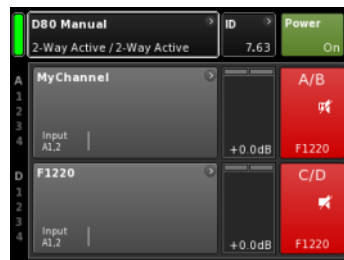 D80 Manual
2-Way Active / 2-Way Active
ID
7.63
Power
On
A
1
2
3
4
MyChannel
Input
A1,2
+0.0dB
A/B
F1220
D
1
2
3
4
F1220
Input
A1,2
+0.0dB
C/D
F1220